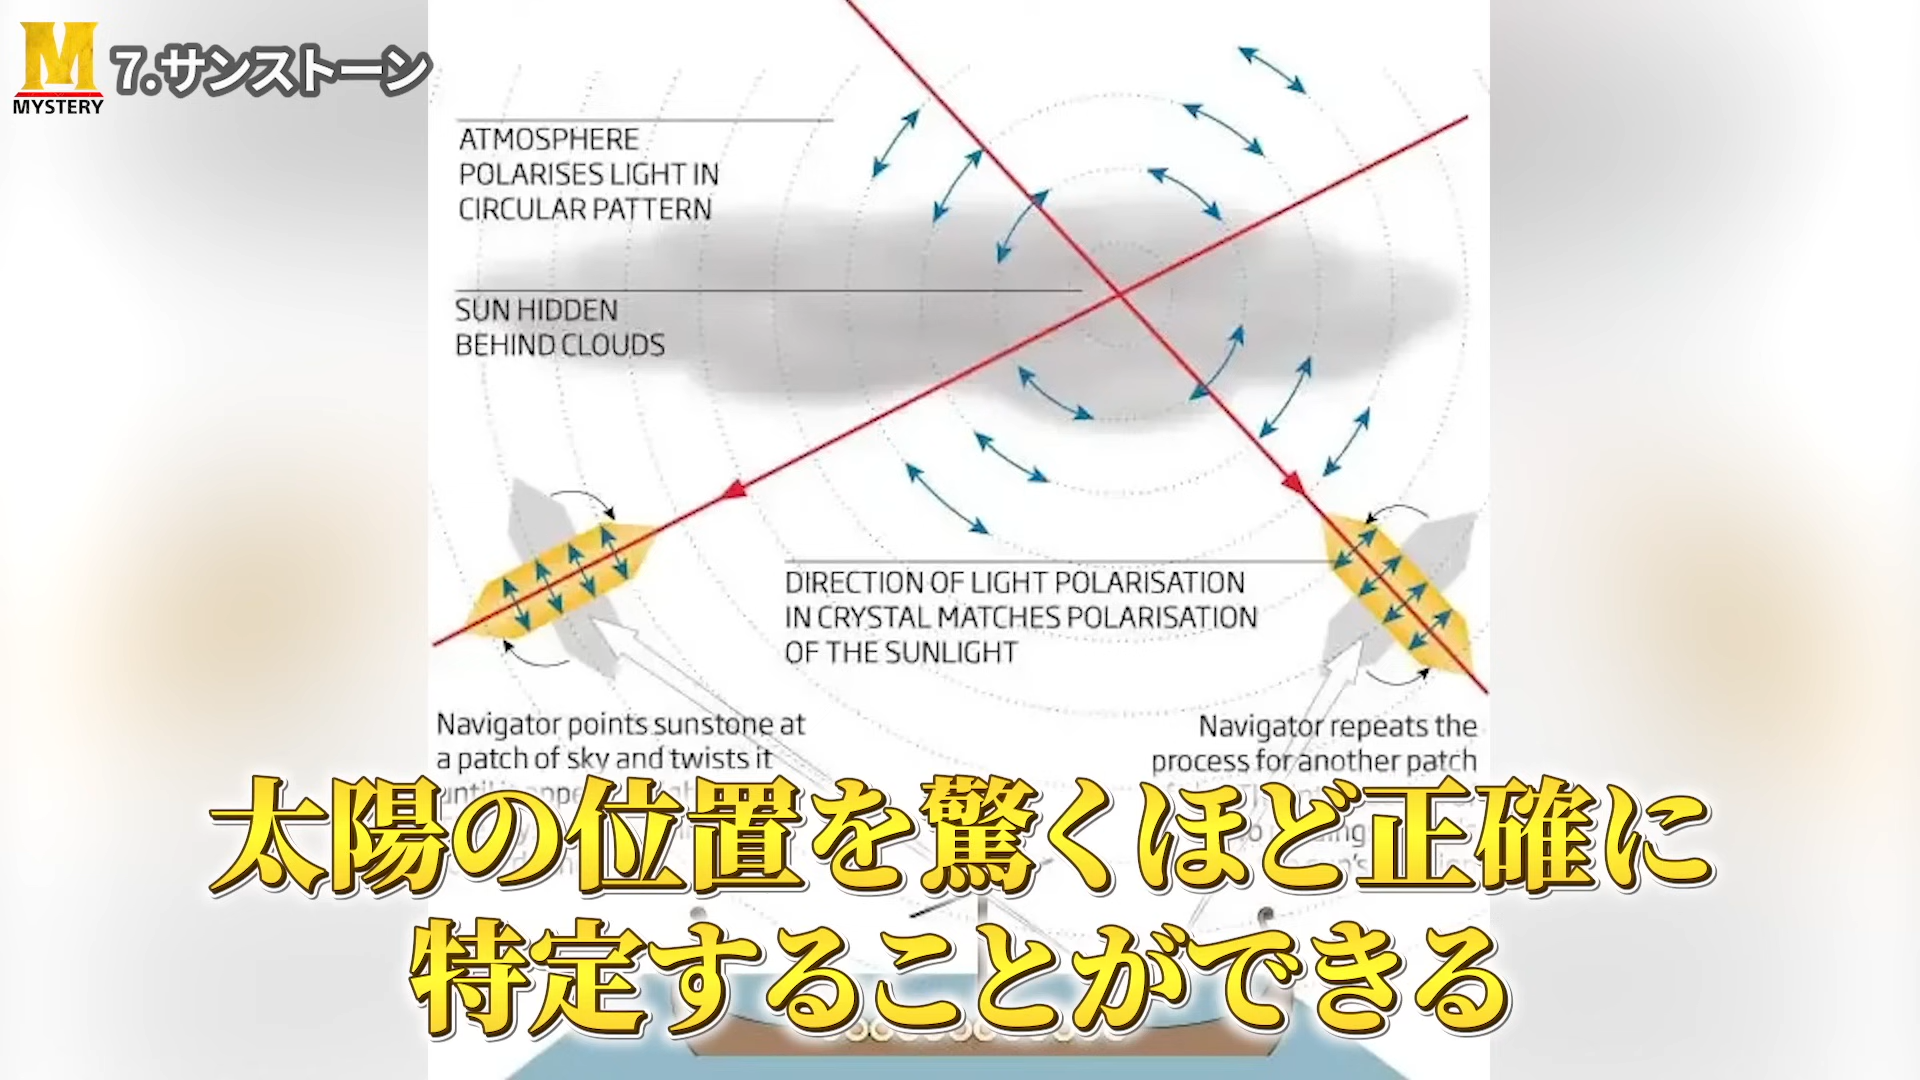 M
MYSTERY
7.サンストーン
ATMOSPHERE
POLARISES LIGHT IN
CIRCULAR PATTERN
SUN HIDDEN
BEHIND CLOUDS
DIRECTION OF LIGHT POLARISATION
IN CRYSTAL MATCHES POLARISATION
OF THE SUNLIGHT
Navigator points sunstone at
a patch of sky and twists it
Navigator repeats the
process for another patch
太陽の位置を驚くほど正確に
特定することができる